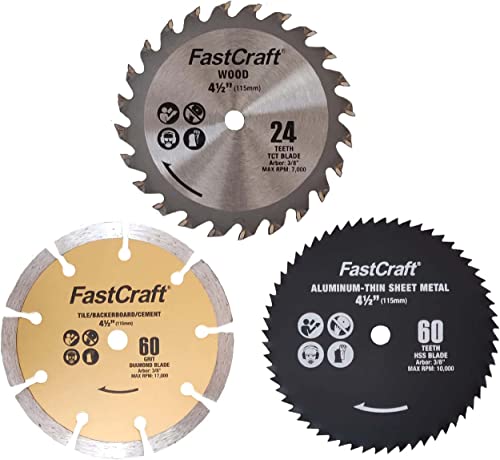 FastCraft®
WOOD
4½" (115mm)
24
TEETH
TCT BLADE
Arbor: 3/8"
MAX RPM: 7,000
FastCraft®
TILE/BACKERBOARD/CEMENT
4½" (115mm)
60
GRIT
DIAMOND BLADE
Arbor: 3/8"
MAX RPM: 17,000
FastCraft®
ALUMINUM-THIN SHEET METAL
4½" (115mm)
60
TEETH
HSS BLADE
Arbor: 3/8"
MAX RPM: 10,000